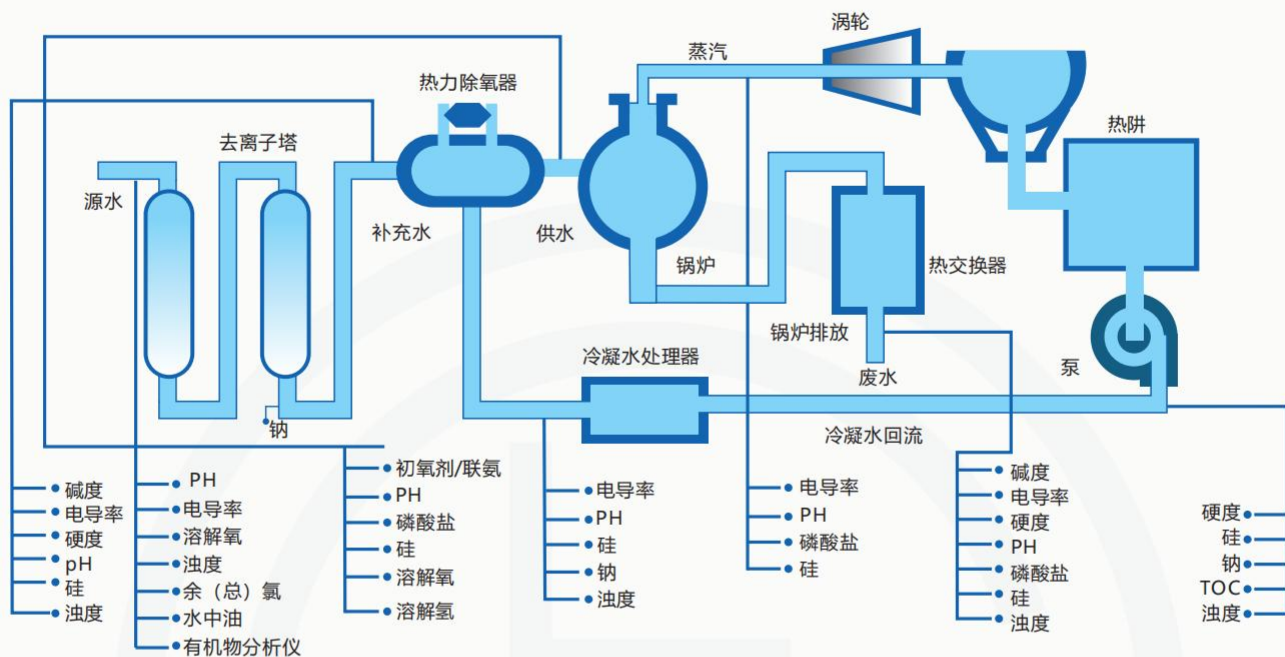 涡轮
蒸汽
热力除氧器
热阱
去离子塔
源水
补充水
供水
锅炉
热交换器
锅炉排放
冷凝水处理器
泵
废水
钠
冷凝水回流
碱度
电导率
硬度
pH
硅
浊度
PH
电导率
溶解氧
浊度
余（总）氯
水中油
有机物分析仪
初氧剂/联氨
PH
磷酸盐
硅
溶解氧
溶解氢
电导率
PH
硅
钠
浊度
电导率
PH
磷酸盐
硅
碱度
电导率
硬度
PH
磷酸盐
硅
浊度
硬度
硅
钠
TOC
浊度